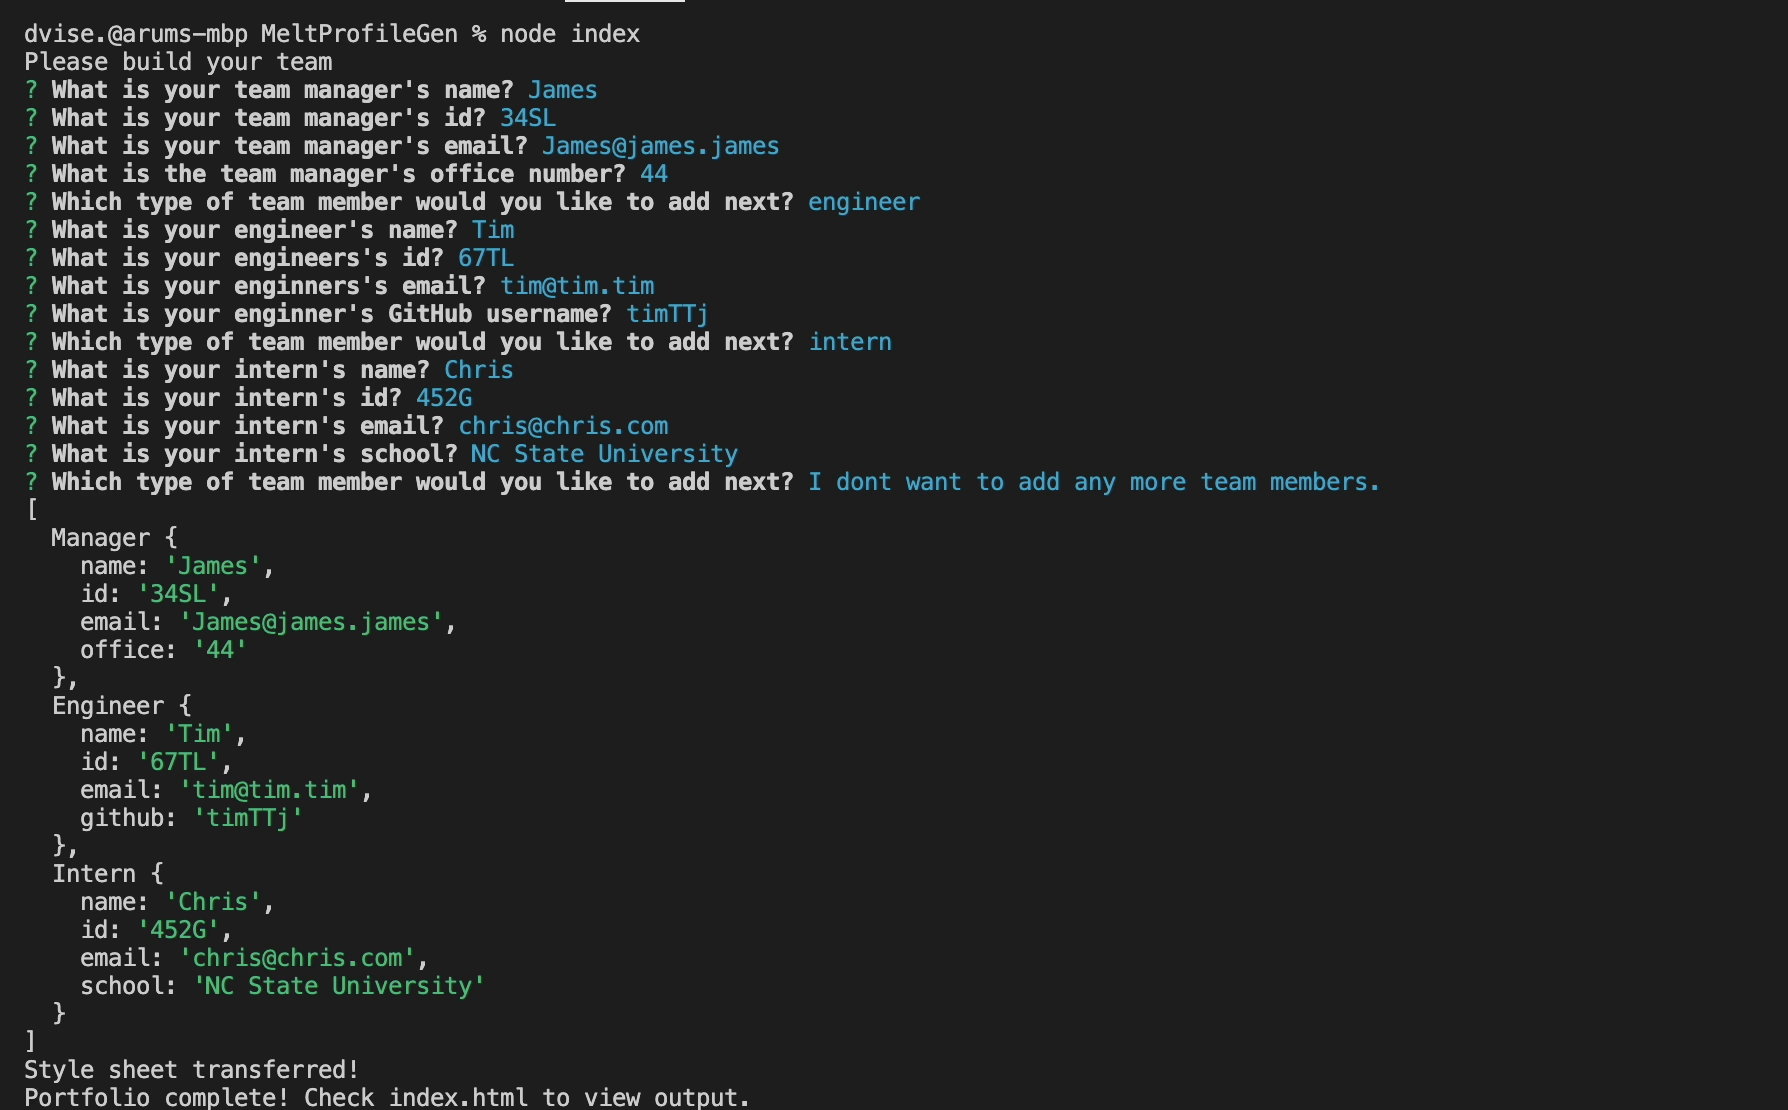 dvise.@arums-mbp MeltProfileGen % node index
Please build your team
? What is your team manager's name? James
? What is your team manager's id? 34SL
? What is your team manager's email? James@james.james
? What is the team manager's office number? 44
? Which type of team member would you like to add next? engineer
? What is your engineer's name? Tim
? What is your engineers's id? 67TL
? What is your enginners's email? tim@tim.tim
? What is your enginner's GitHub username? timTTj
? Which type of team member would you like to add next? intern
? What is your intern's name? Chris
? What is your intern's id? 452G
? What is your intern's email? chris@chris.com
? What is your intern's school? NC State University
? Which type of team member would you like to add next? I dont want to add any more team members.
[
  Manager {
    name: 'James',
    id: '34SL',
    email: 'James@james.james',
    office: '44'
  },
  Engineer {
    name: 'Tim',
    id: '67TL',
    email: 'tim@tim.tim',
    github: 'timTTj'
  },
  Intern {
    name: 'Chris',
    id: '452G',
    email: 'chris@chris.com',
    school: 'NC State University'
  }
]
Style sheet transferred!
Portfolio complete! Check index.html to view output.